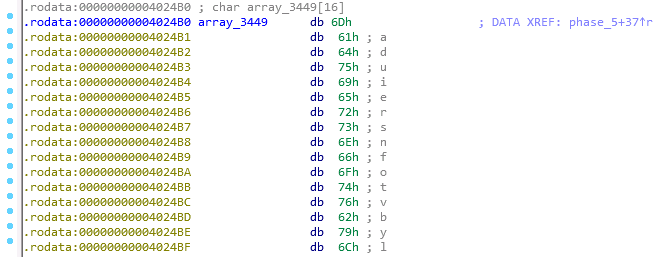 .rodata:00000000004024B0 ; char array_3449[16]
.rodata:00000000004024B0 array_3449 db 6Dh ; DATA XREF: phase_5+37↑r
.rodata:00000000004024B1 db 61h ; a
.rodata:00000000004024B2 db 64h ; d
.rodata:00000000004024B3 db 75h ; u
.rodata:00000000004024B4 db 69h ; i
.rodata:00000000004024B5 db 65h ; e
.rodata:00000000004024B6 db 72h ; r
.rodata:00000000004024B7 db 73h ; s
.rodata:00000000004024B8 db 6Eh ; n
.rodata:00000000004024B9 db 66h ; f
.rodata:00000000004024BA db 6Fh ; o
.rodata:00000000004024BB db 74h ; t
.rodata:00000000004024BC db 76h ; v
.rodata:00000000004024BD db 62h ; b
.rodata:00000000004024BE db 79h ; y
.rodata:00000000004024BF db 6Ch ; l